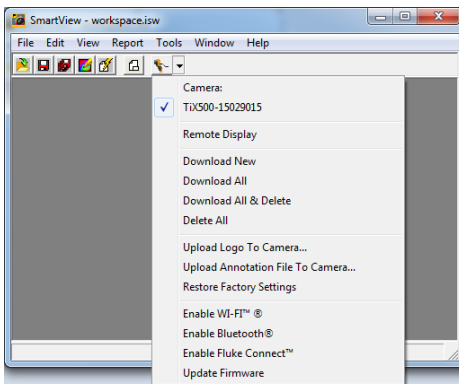 SmartView - workspace.isw
File Edit View Report Tools Window Help
Camera:
TiX500-15029015
Remote Display
Download New
Download All
Download All & Delete
Delete All
Upload Logo To Camera...
Upload Annotation File To Camera...
Restore Factory Settings
Enable WI-FI™ ®
Enable Bluetooth®
Enable Fluke Connect™
Update Firmware